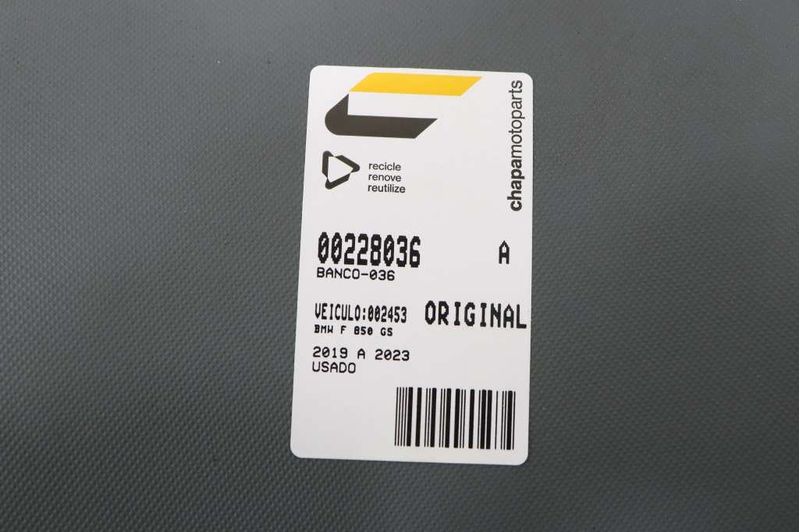 chapamotoparts
recicle
renove
reutilize
00228036 A
BANCO-036
VEICULO:002453 ORIGINAL
BMW F 850 GS
2019 A 2023
USADO